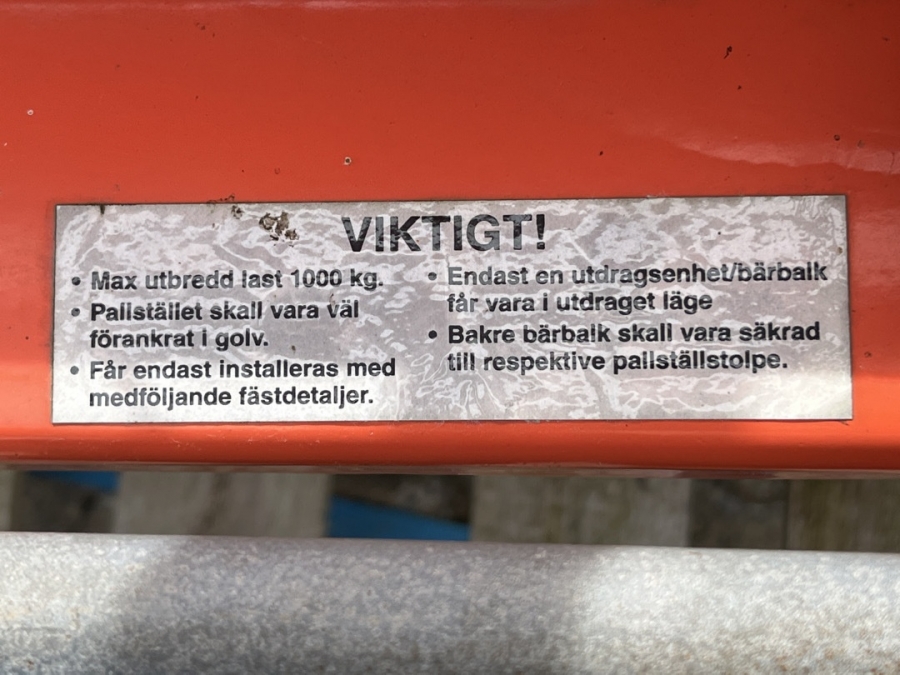 VIKTIGT!
• Max utbredd last 1000 kg.
• Pallstället skall vara väl
förankrat i golv.
• Får endast installeras med
medföljande fästdetaljer.
• Endast en utdragsenhet/bärbalk
får vara i utdraget läge
• Bakre bärbalk skall vara säkrad
till respektive pallställstolpe.